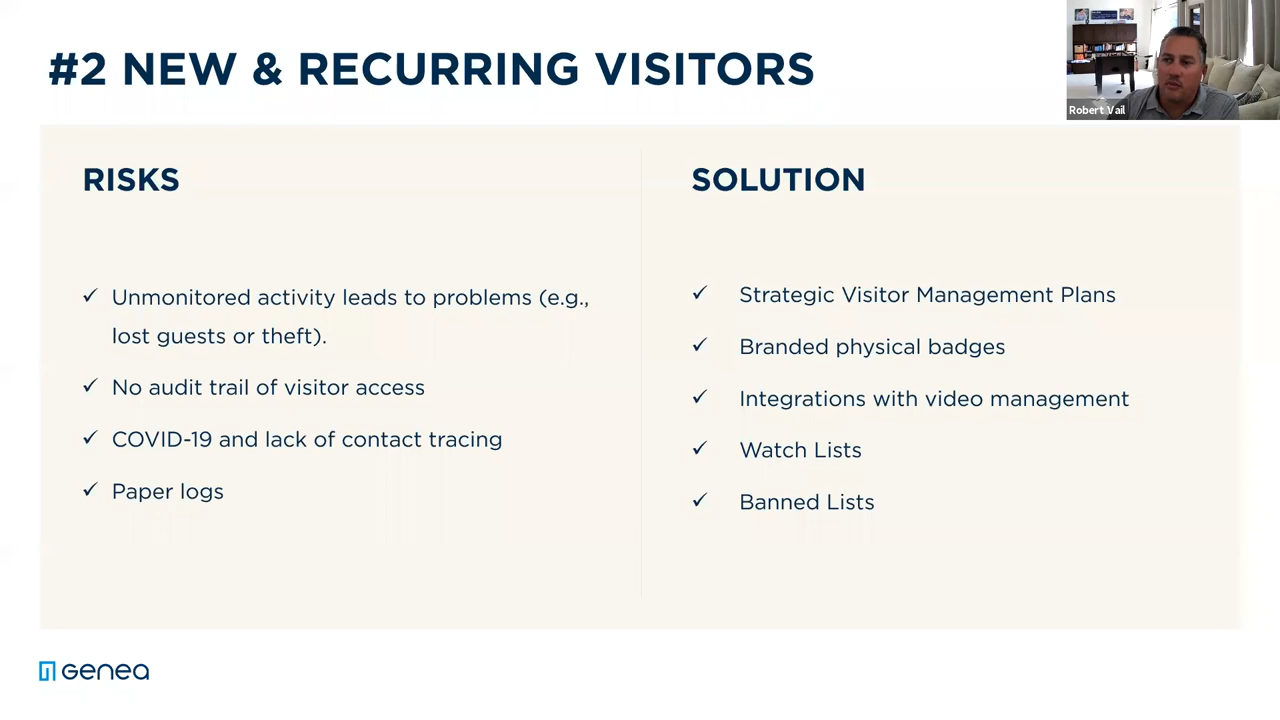 #2 NEW & RECURRING VISITORS
Robert Vail
RISKS
Unmonitored activity leads to problems (e.g.,
lost guests or theft).
No audit trail of visitor access
COVID-19 and lack of contact tracing
Paper logs
SOLUTION
Strategic Visitor Management Plans
Branded physical badges
Integrations with video management
Watch Lists
Banned Lists
Genea